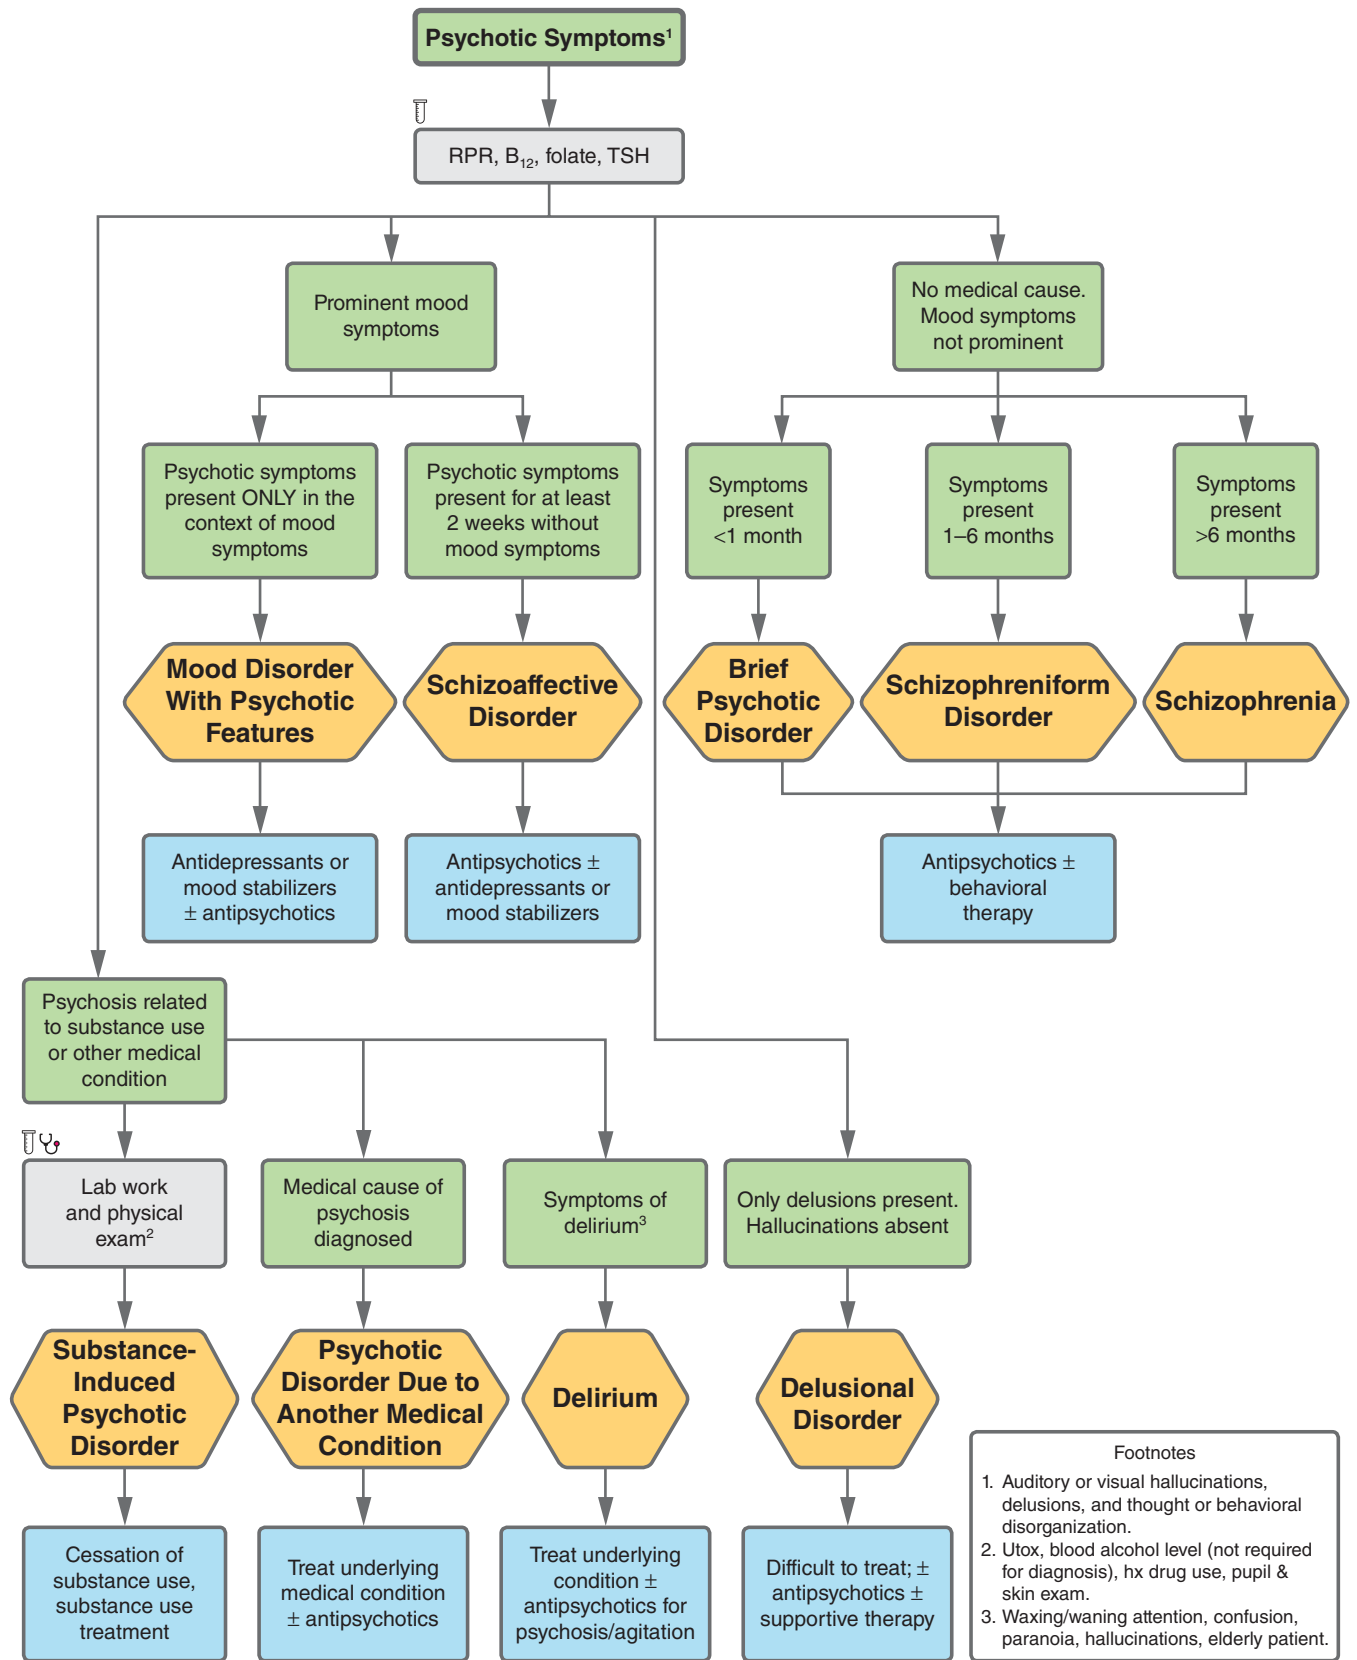 Psychotic Symptoms¹
RPR, B₁₂, folate, TSH
Prominent mood
symptoms
No medical cause.
Mood symptoms
not prominent
Psychotic symptoms
present ONLY in the
context of mood
symptoms
Psychotic symptoms
present for at least
2 weeks without
mood symptoms
Symptoms
present
<1 month
Symptoms
present
1–6 months
Symptoms
present
>6 months
Mood Disorder
With Psychotic
Features
Schizoaffective
Disorder
Brief
Psychotic
Disorder
Schizophreniform
Disorder
Schizophrenia
Antidepressants or
mood stabilizers
± antipsychotics
Antipsychotics ±
antidepressants or
mood stabilizers
Antipsychotics ±
behavioral
therapy
Psychosis related
to substance use
or other medical
condition
Lab work
and physical
exam²
Medical cause of
psychosis
diagnosed
Symptoms of
delirium³
Only delusions present.
Hallucinations absent
Substance-
Induced
Psychotic
Disorder
Psychotic
Disorder Due to
Another Medical
Condition
Delirium
Delusional
Disorder
Cessation of
substance use,
substance use
treatment
Treat underlying
medical condition
± antipsychotics
Treat underlying
condition ±
antipsychotics for
psychosis/agitation
Difficult to treat; ±
antipsychotics ±
supportive therapy
Footnotes
1. Auditory or visual hallucinations,
delusions, and thought or behavioral
disorganization.
2. Utox, blood alcohol level (not required
for diagnosis), hx drug use, pupil &
skin exam.
3. Waxing/waning attention, confusion,
paranoia, hallucinations, elderly patient.